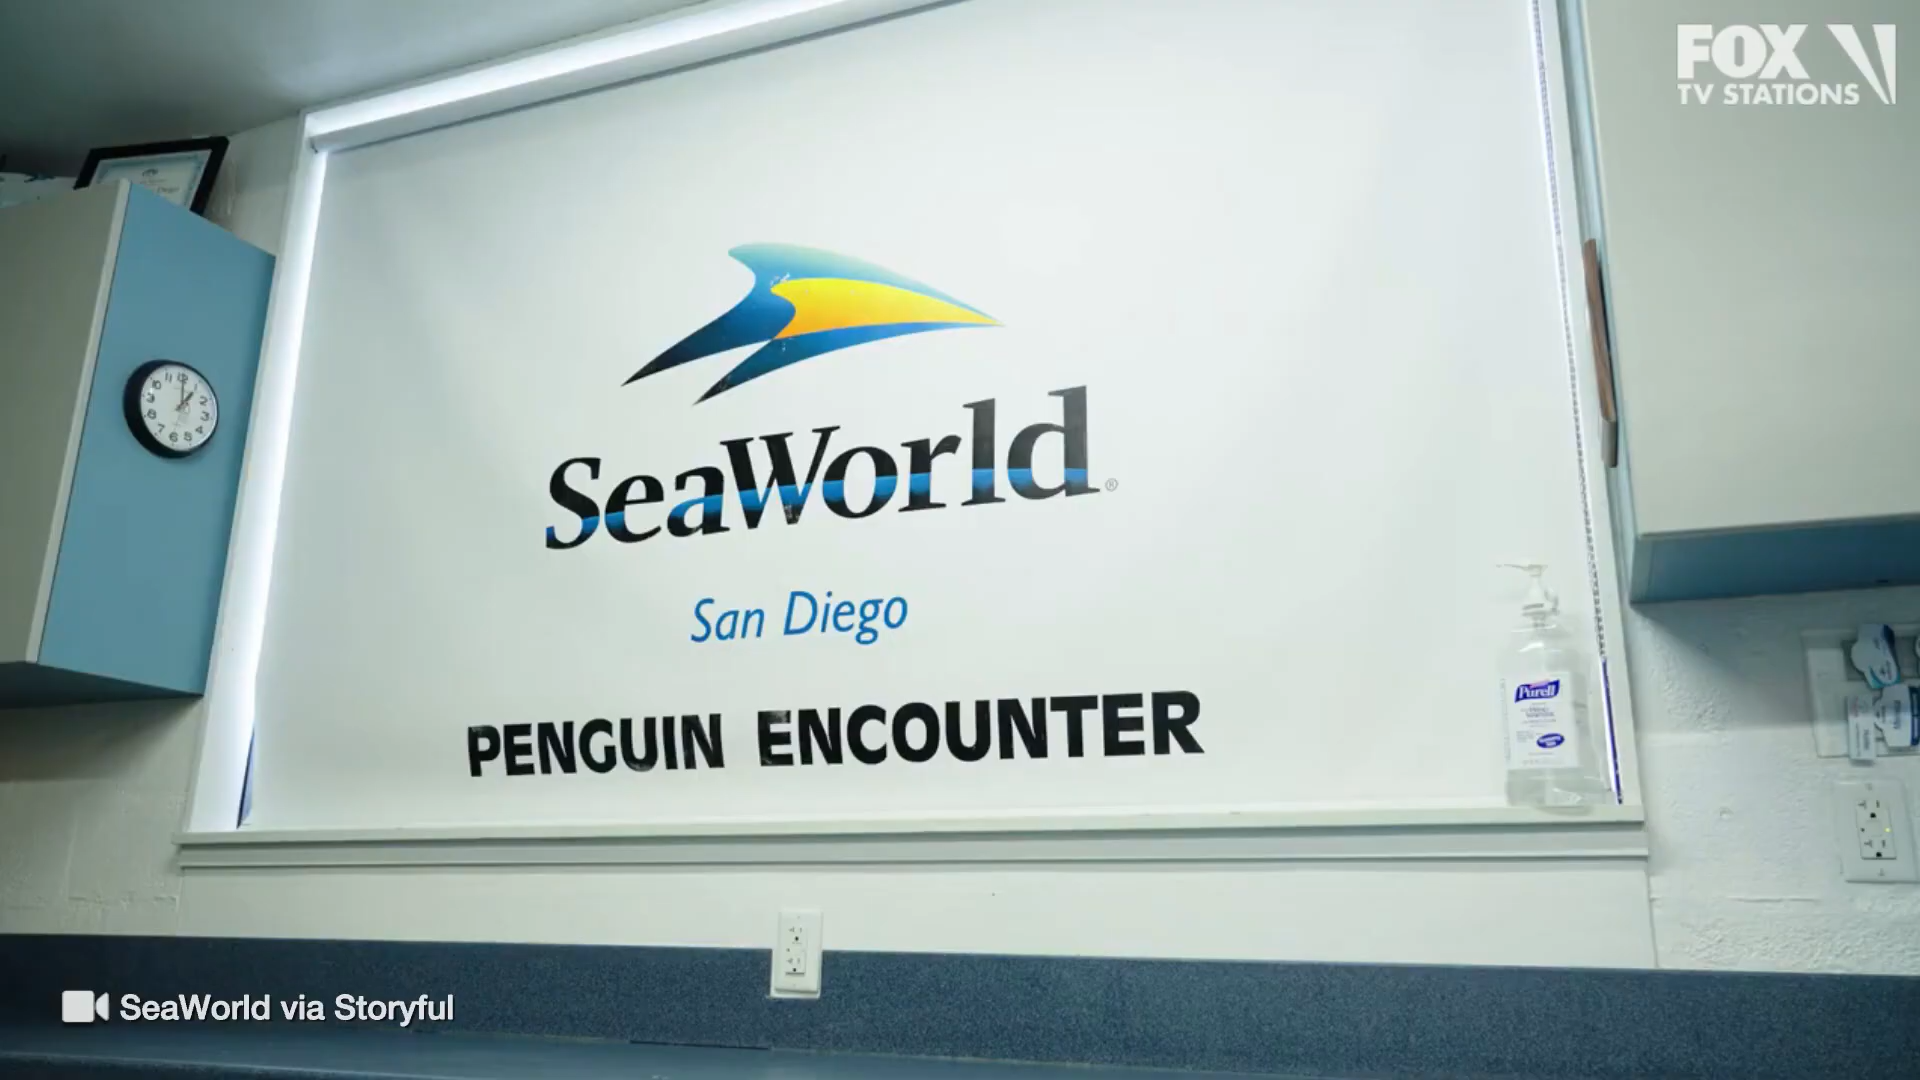 FOX
TV STATIONS
SeaWorld®
San Diego
PENGUIN ENCOUNTER
Purell
SeaWorld via Storyful